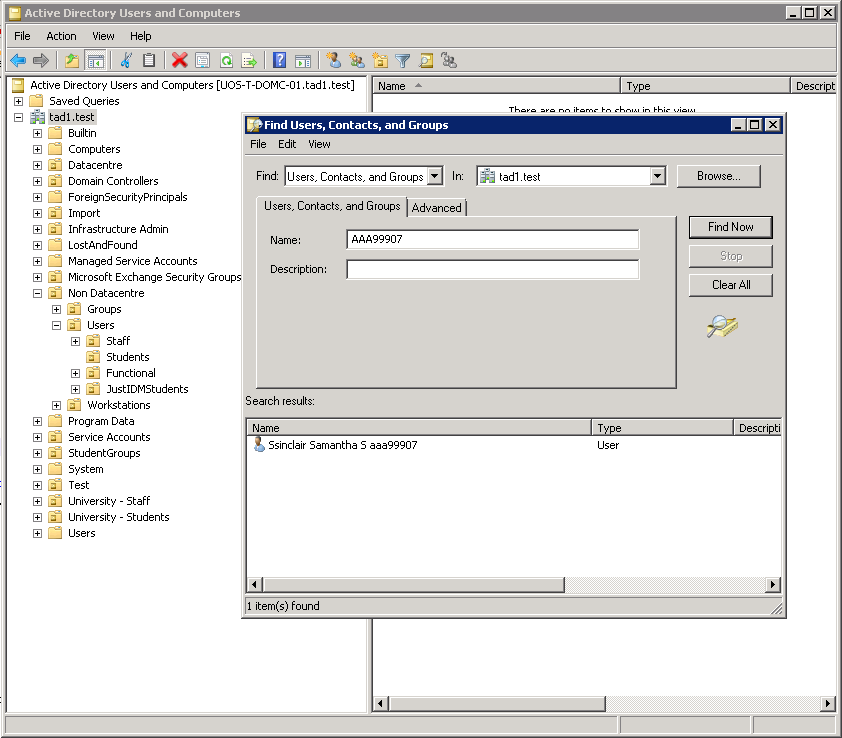 Active Directory Users and Computers
File Action View Help
Active Directory Users and Computers [UOS-T-DOMC-01.tad1.test]
Saved Queries
tad1.test
Builtin
Computers
Datacentre
Domain Controllers
ForeignSecurityPrincipals
Import
Infrastructure Admin
LostAndFound
Managed Service Accounts
Microsoft Exchange Security Groups
Non Datacentre
Groups
Users
Staff
Students
Functional
JustIDMStudents
Workstations
Program Data
Service Accounts
StudentGroups
System
Test
University - Staff
University - Students
Users
Name Type Descript
There are no items to show in this view.
Find Users, Contacts, and Groups
File Edit View
Find: Users, Contacts, and Groups In: tad1.test Browse...
Users, Contacts, and Groups Advanced
Name: AAA99907
Description:
Find Now
Stop
Clear All
Search results:
Name Type Descripti
Ssinclair Samantha S aaa99907 User
1 item(s) found